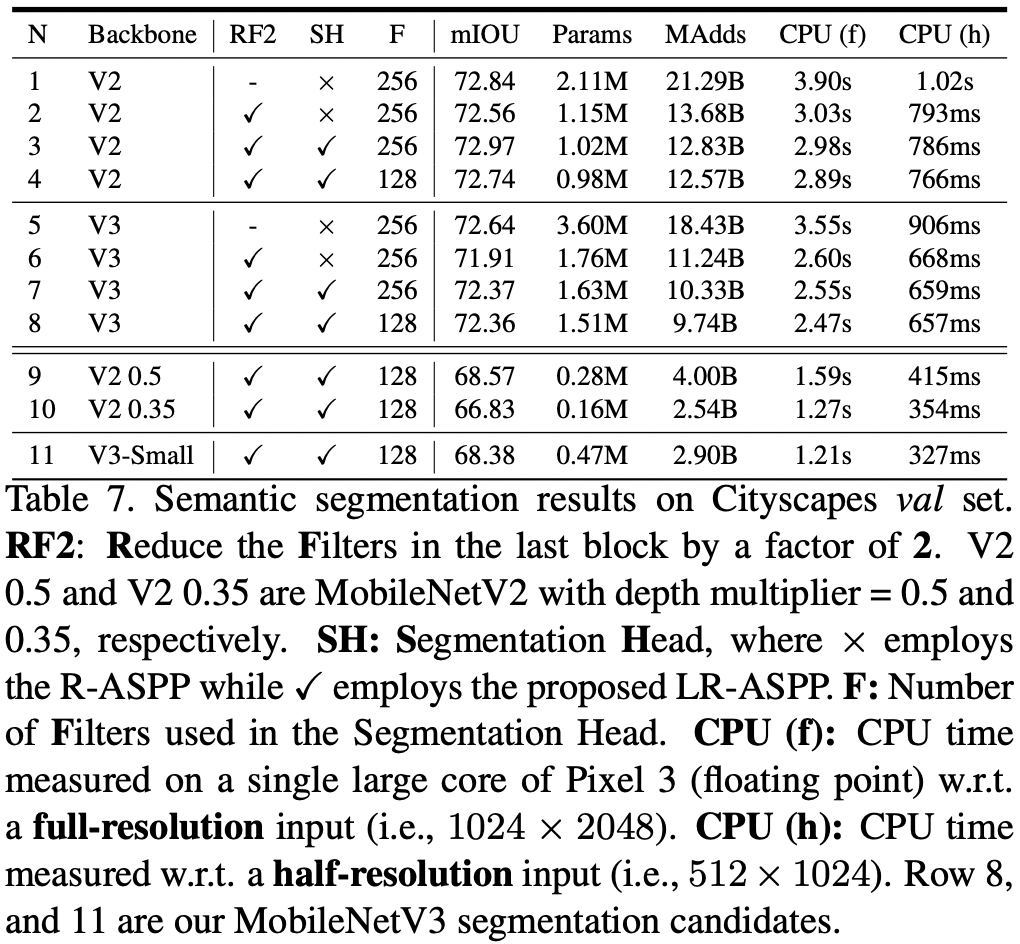 N Backbone RF2 SH F mIOU Params MAdds CPU (f) CPU (h)
1 V2 - × 256 72.84 2.11M 21.29B 3.90s 1.02s
2 V2 ✓ × 256 72.56 1.15M 13.68B 3.03s 793ms
3 V2 ✓ ✓ 256 72.97 1.02M 12.83B 2.98s 786ms
4 V2 ✓ ✓ 128 72.74 0.98M 12.57B 2.89s 766ms
5 V3 - × 256 72.64 3.60M 18.43B 3.55s 906ms
6 V3 ✓ × 256 71.91 1.76M 11.24B 2.60s 668ms
7 V3 ✓ ✓ 256 72.37 1.63M 10.33B 2.55s 659ms
8 V3 ✓ ✓ 128 72.36 1.51M 9.74B 2.47s 657ms
9 V2 0.5 ✓ ✓ 128 68.57 0.28M 4.00B 1.59s 415ms
10 V2 0.35 ✓ ✓ 128 66.83 0.16M 2.54B 1.27s 354ms
11 V3-Small ✓ ✓ 128 68.38 0.47M 2.90B 1.21s 327ms
Table 7. Semantic segmentation results on Cityscapes val set.
RF2: Reduce the Filters in the last block by a factor of 2. V2
0.5 and V2 0.35 are MobileNetV2 with depth multiplier = 0.5 and
0.35, respectively. SH: Segmentation Head, where × employs
the R-ASPP while ✓ employs the proposed LR-ASPP. F: Number
of Filters used in the Segmentation Head. CPU (f): CPU time
measured on a single large core of Pixel 3 (floating point) w.r.t.
a full-resolution input (i.e., 1024 × 2048). CPU (h): CPU time
measured w.r.t. a half-resolution input (i.e., 512 × 1024). Row 8,
and 11 are our MobileNetV3 segmentation candidates.